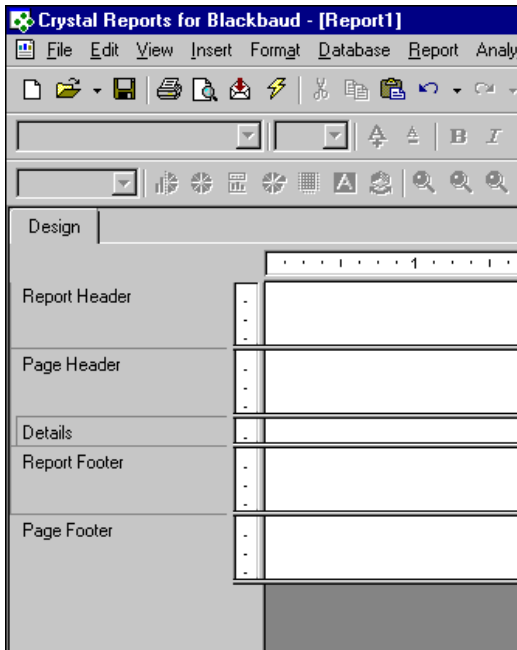 Crystal Reports for Blackbaud - [Report1]
File Edit View Insert Format Database Report Analy
B I
A
Design
1
Report Header
Page Header
Details
Report Footer
Page Footer